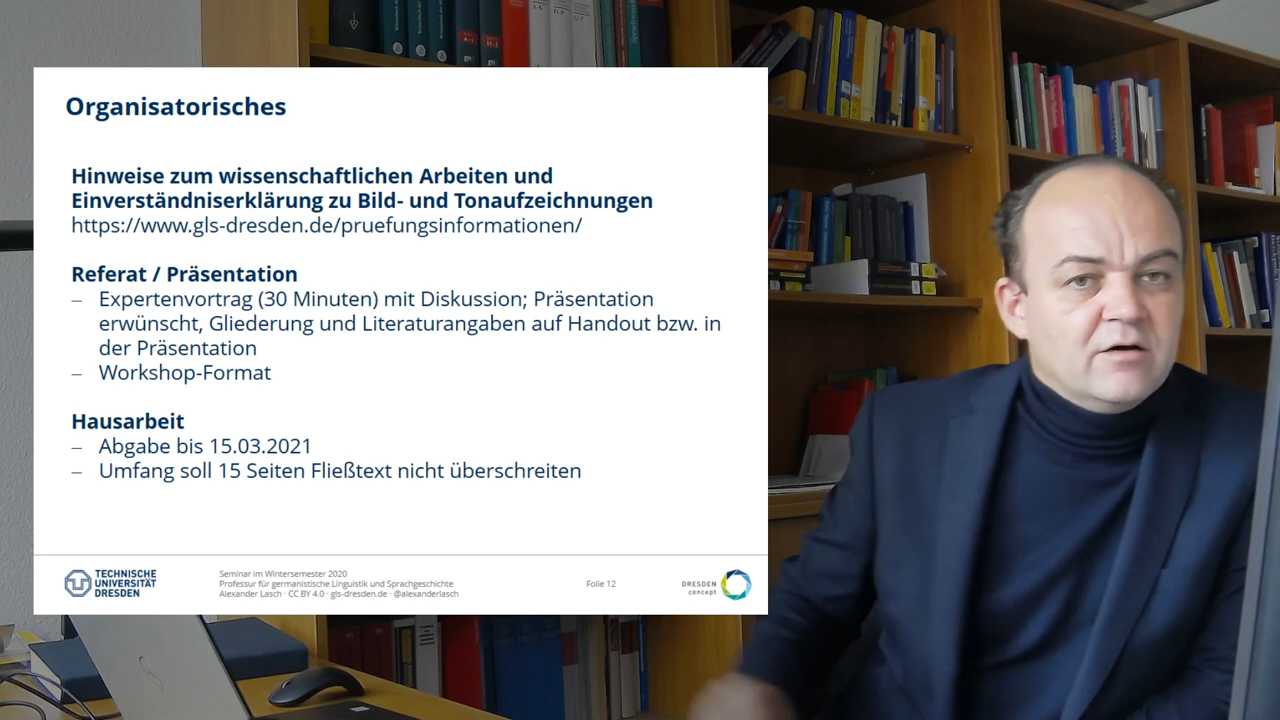 Organisatorisches
Hinweise zum wissenschaftlichen Arbeiten und
Einverständniserklärung zu Bild- und Tonaufzeichnungen
https://www.gls-dresden.de/pruefungsinformationen/
Referat / Präsentation
– Expertenvortrag (30 Minuten) mit Diskussion; Präsentation
erwünscht, Gliederung und Literaturangaben auf Handout bzw. in
der Präsentation
– Workshop-Format
Hausarbeit
– Abgabe bis 15.03.2021
– Umfang soll 15 Seiten Fließtext nicht überschreiten
TECHNISCHE
UNIVERSITÄT
DRESDEN
Seminar im Wintersemester 2020
Professur für germanistische Linguistik und Sprachgeschichte
Alexander Lasch · CC BY 4.0 · gls-dresden.de · @alexanderlasch
Folie 12
DRESDEN
concept